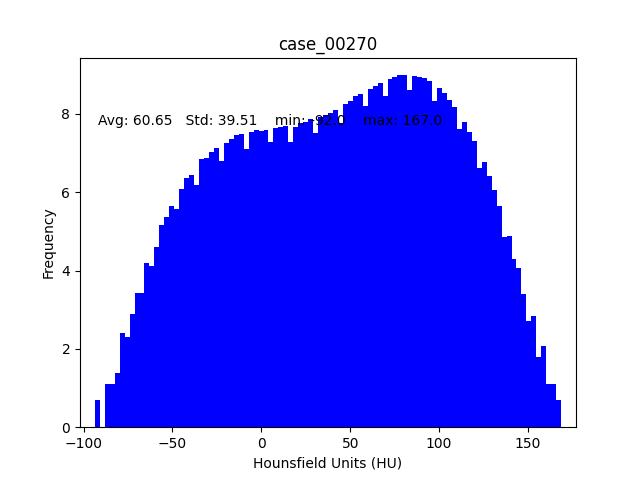 case_00270
Avg: 60.65 Std: 39.51 min: -92.0 max: 167.0
8
6
4
2
0
Frequency
−100 −50 0 50 100 150
Hounsfield Units (HU)